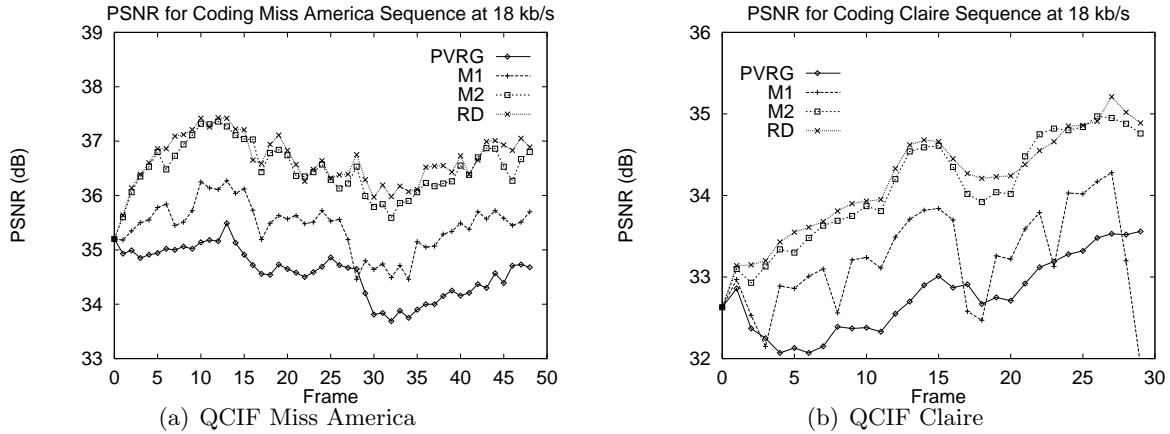 PSNR for Coding Miss America Sequence at 18 kb/s
39
38
37
36
35
34
33
PSNR (dB)
PVRG
M1
M2
RD
0 5 10 15 20 25 30 35 40 45 50
Frame
(a) QCIF Miss America
PSNR for Coding Claire Sequence at 18 kb/s
36
35
34
33
32
PSNR (dB)
PVRG
M1
M2
RD
0 5 10 15 20 25 30
Frame
(b) QCIF Claire